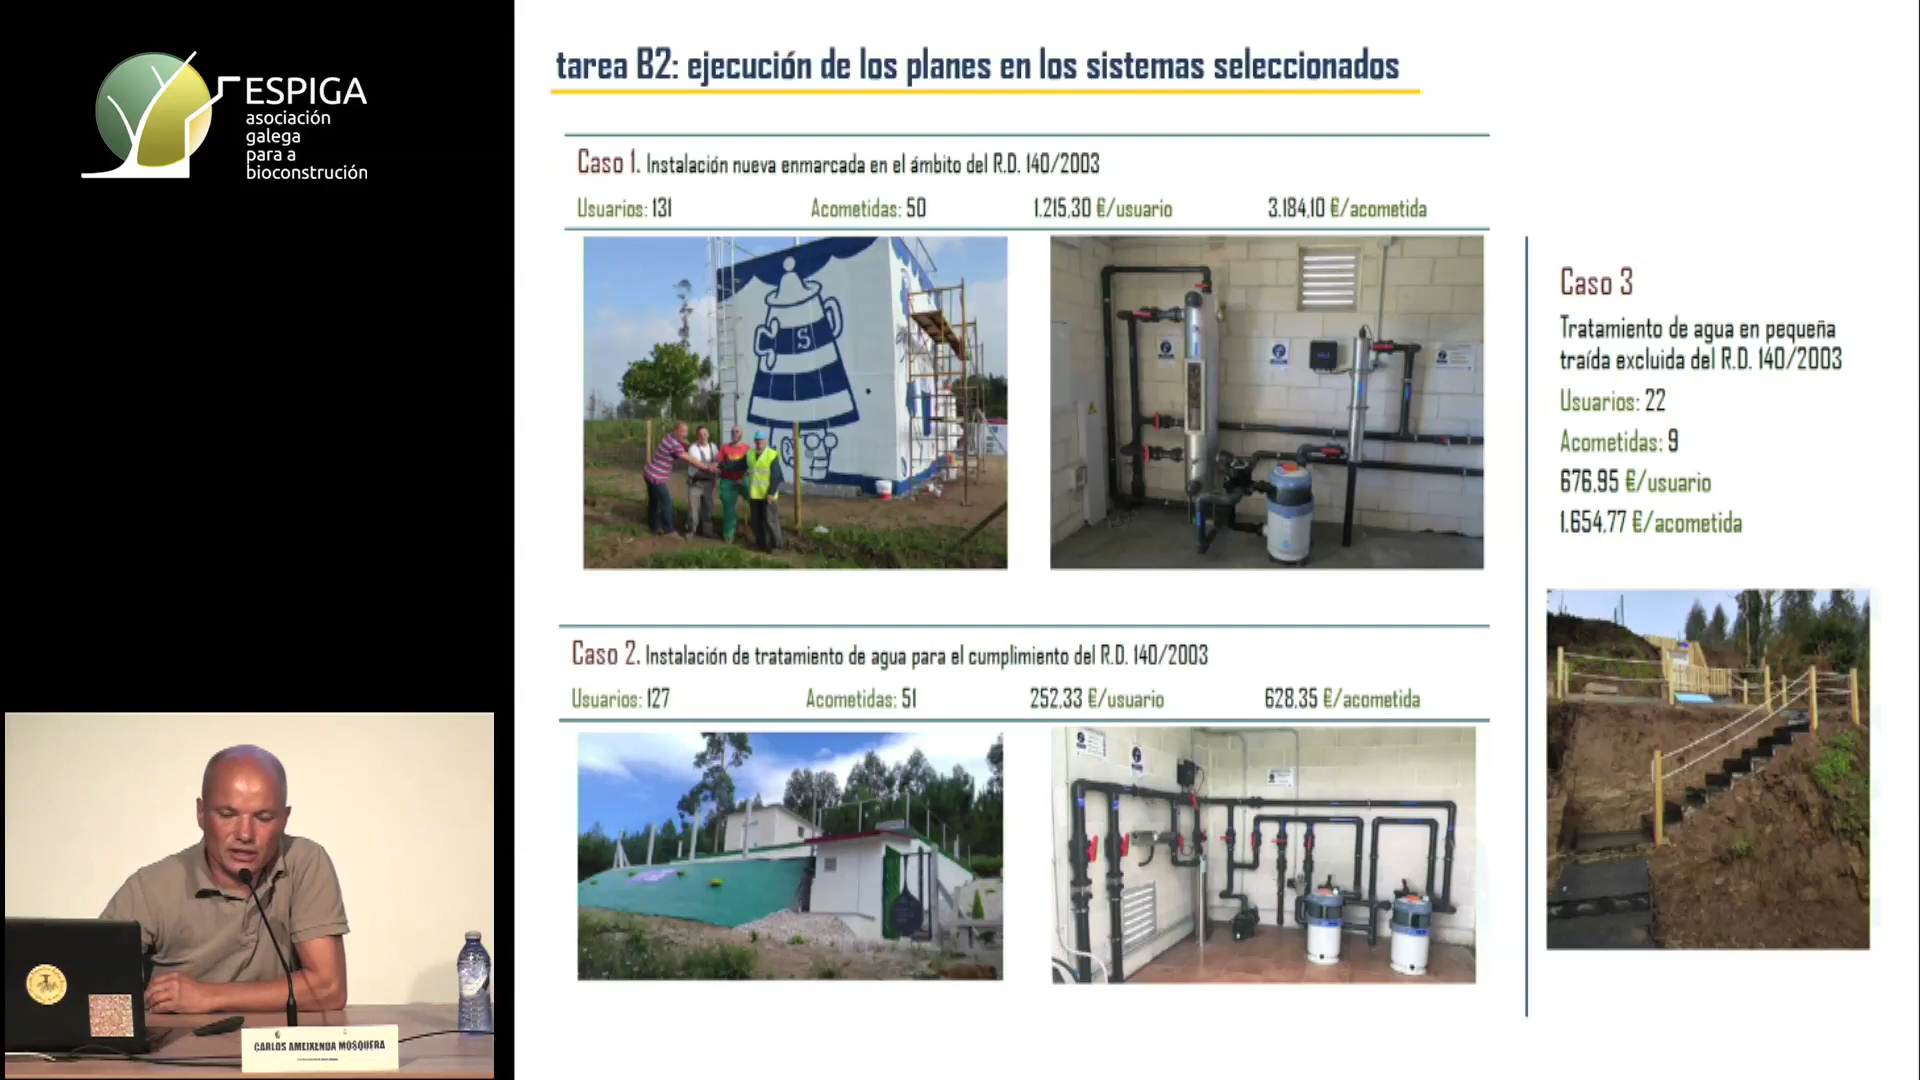 ESPIGA
asociación
galega
para a
bioconstrución
tarea B2: ejecución de los planes en los sistemas seleccionados
Caso 1. Instalación nueva enmarcada en el ámbito del R.D. 140/2003
Usuarios: 131 Acometidas: 50 1.215,30 €/usuario 3.184,10 €/acometida
S
Caso 2. Instalación de tratamiento de agua para el cumplimiento del R.D. 140/2003
Usuarios: 127 Acometidas: 51 252,33 €/usuario 628,35 €/acometida
Caso 3
Tratamiento de agua en pequeña
traída excluida del R.D. 140/2003
Usuarios: 22
Acometidas: 9
676,95 €/usuario
1.654,77 €/acometida
CARLOS AMEIXENDA MOSQUERA